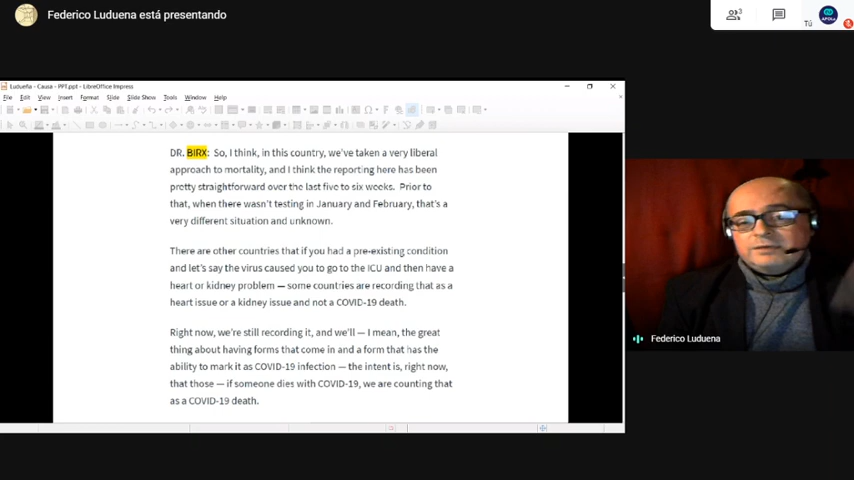 Federico Luduena está presentando
3
Tú
APOLa
Ludueña - Causa - PPT.ppt - LibreOffice Impress
File Edit View Insert Format Slide Slide Show Tools Window Help
DR. BIRX: So, I think, in this country, we've taken a very liberal
approach to mortality, and I think the reporting here has been
pretty straightforward over the last five to six weeks. Prior to
that, when there wasn't testing in January and February, that's a
very different situation and unknown.
There are other countries that if you had a pre-existing condition
and let's say the virus caused you to go to the ICU and then have a
heart or kidney problem — some countries are recording that as a
heart issue or a kidney issue and not a COVID-19 death.
Right now, we're still recording it, and we'll — I mean, the great
thing about having forms that come in and a form that has the
ability to mark it as COVID-19 infection — the intent is, right now,
that those — if someone dies with COVID-19, we are counting that
as a COVID-19 death.
Federico Luduena